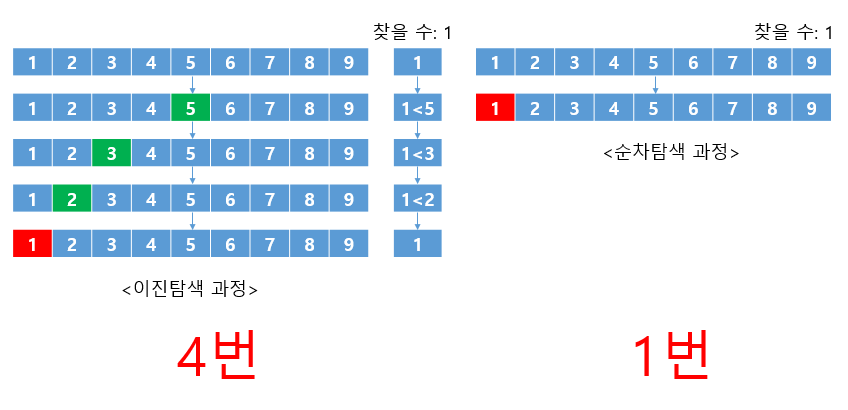 찾을 수: 1
1 2 3 4 5 6 7 8 9 1
1 2 3 4 5 6 7 8 9 1<5
1 2 3 4 5 6 7 8 9 1<3
1 2 3 4 5 6 7 8 9 1<2
1 2 3 4 5 6 7 8 9 1
<이진탐색 과정>
4번
찾을 수: 1
1 2 3 4 5 6 7 8 9
1 2 3 4 5 6 7 8 9
<순차탐색 과정>
1번